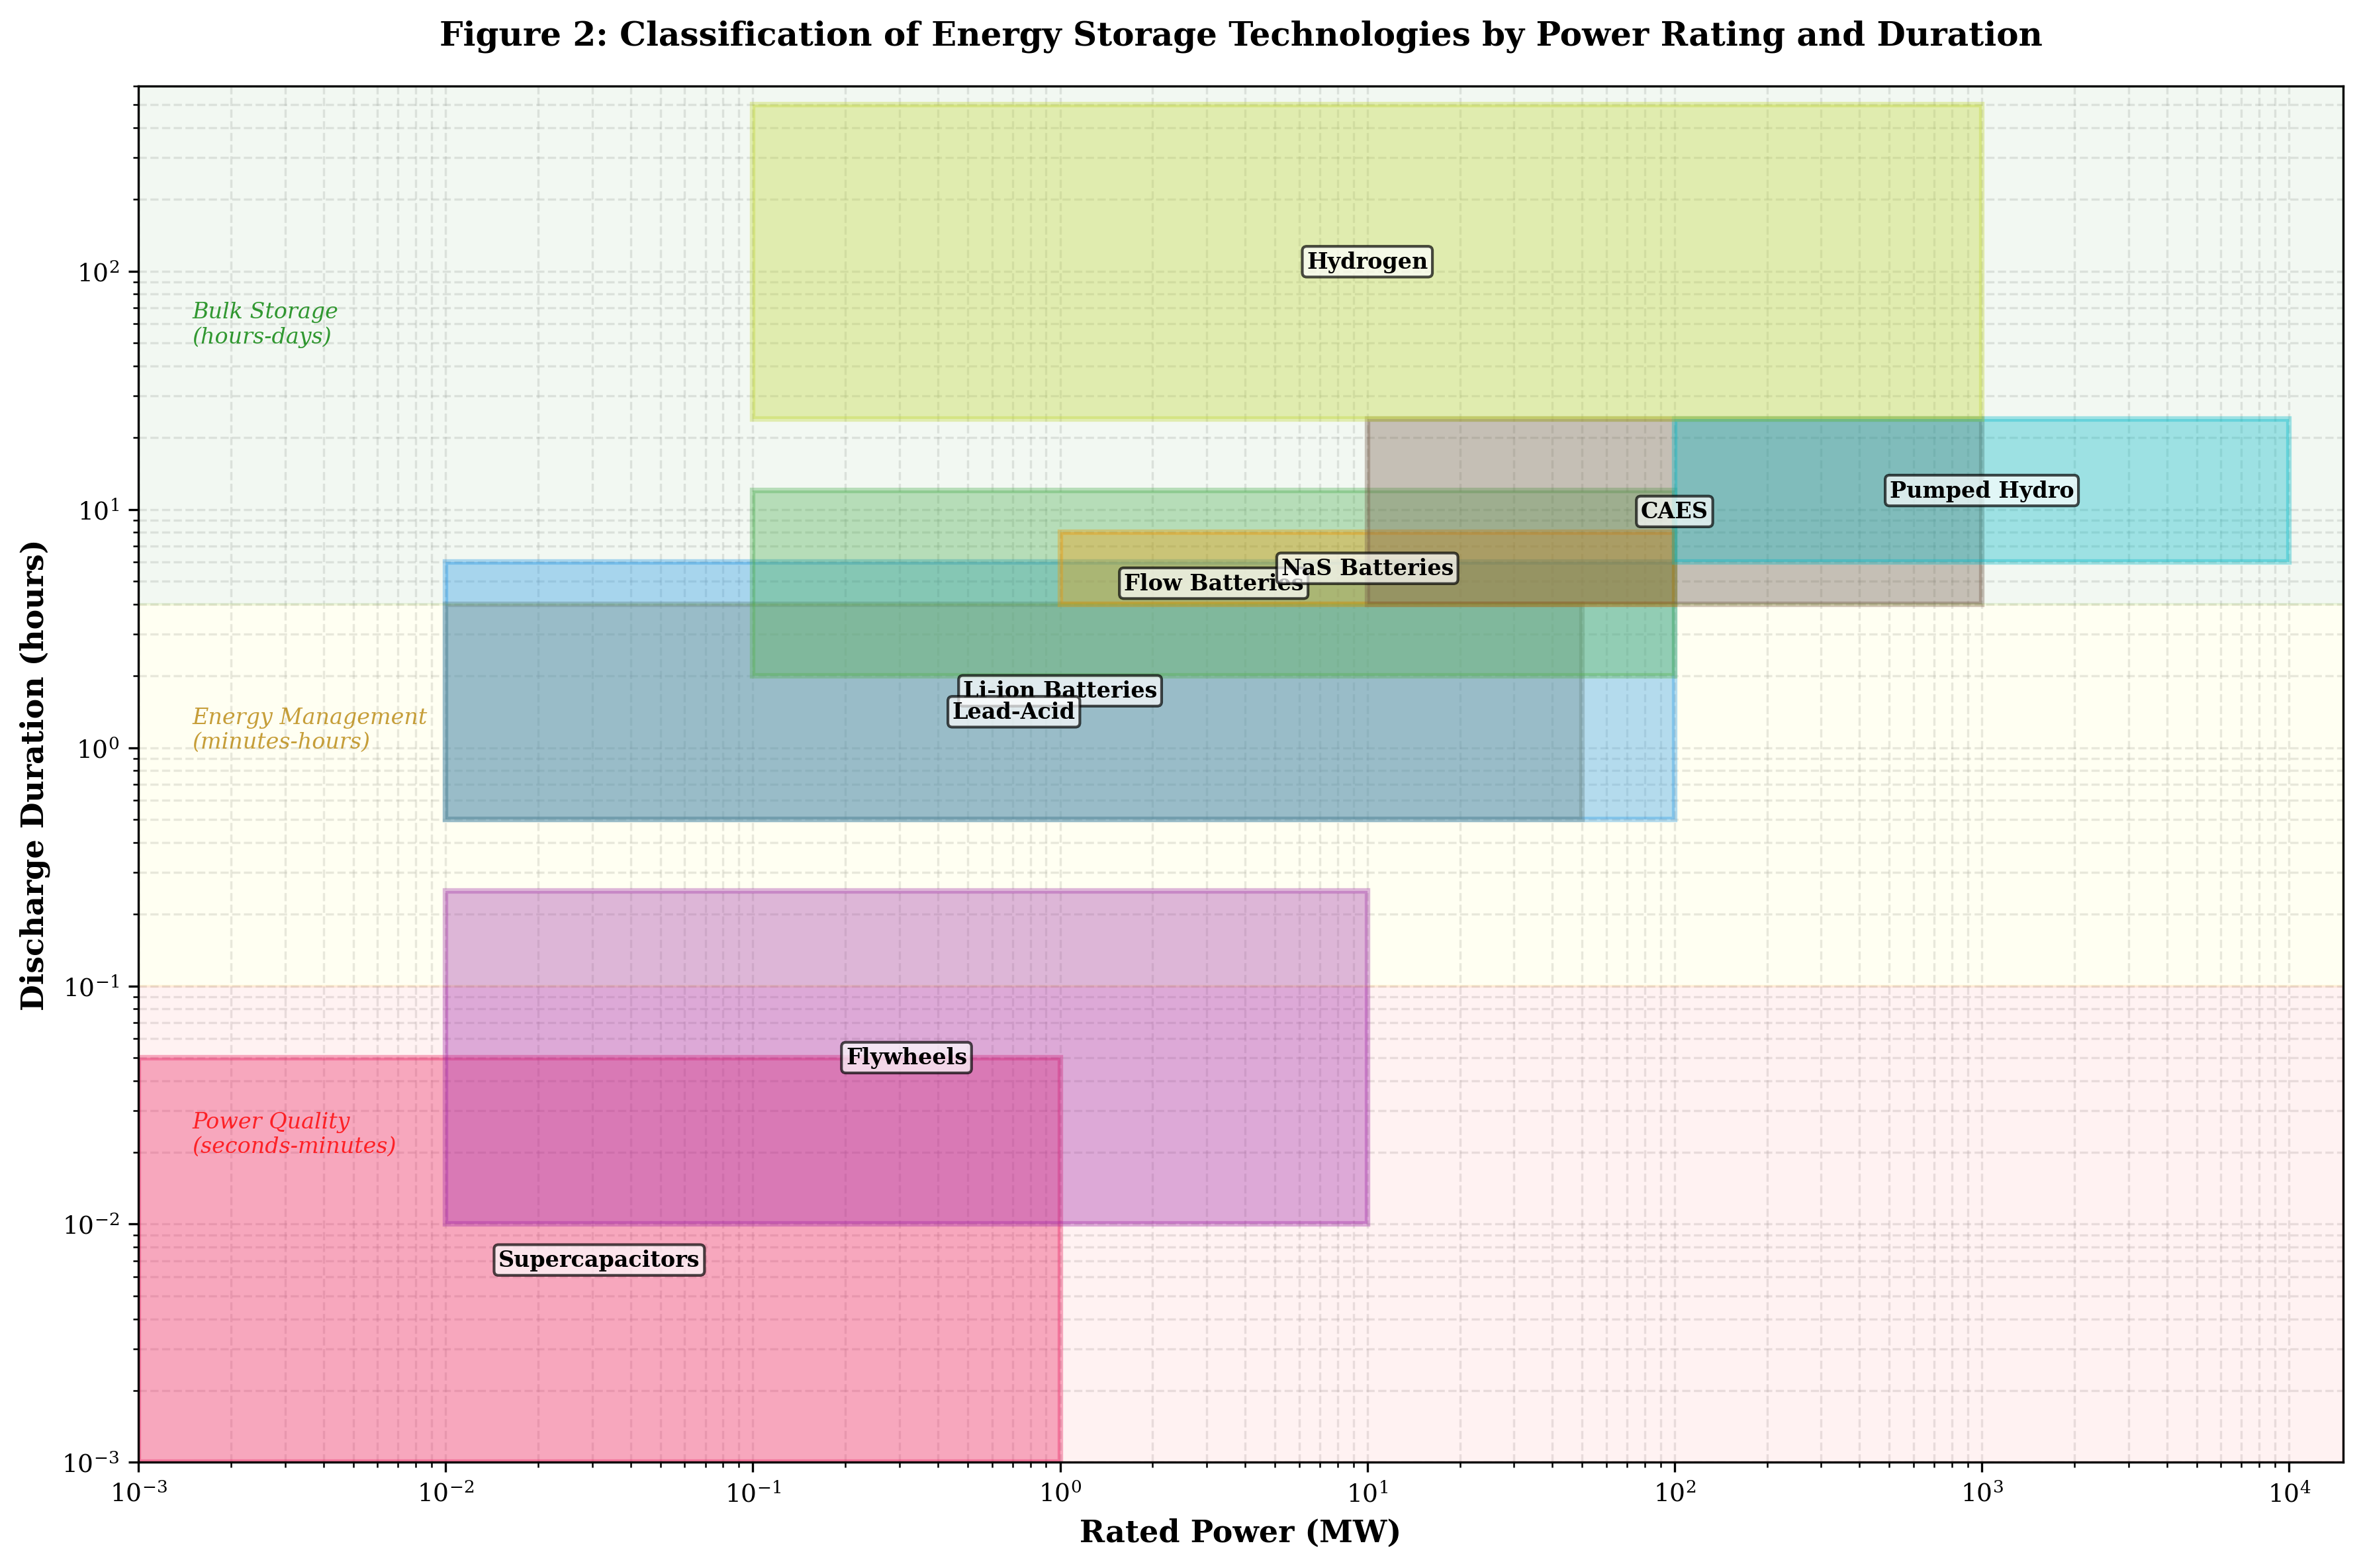 Figure 2: Classification of Energy Storage Technologies by Power Rating and Duration
Discharge Duration (hours)
10²
10¹
10⁰
10⁻¹
10⁻²
10⁻³
Hydrogen
Bulk Storage
(hours-days)
Pumped Hydro
CAES
NaS Batteries
Flow Batteries
Li-ion Batteries
Lead-Acid
Energy Management
(minutes-hours)
Flywheels
Power Quality
(seconds-minutes)
Supercapacitors
10⁻³ 10⁻² 10⁻¹ 10⁰ 10¹ 10² 10³ 10⁴
Rated Power (MW)